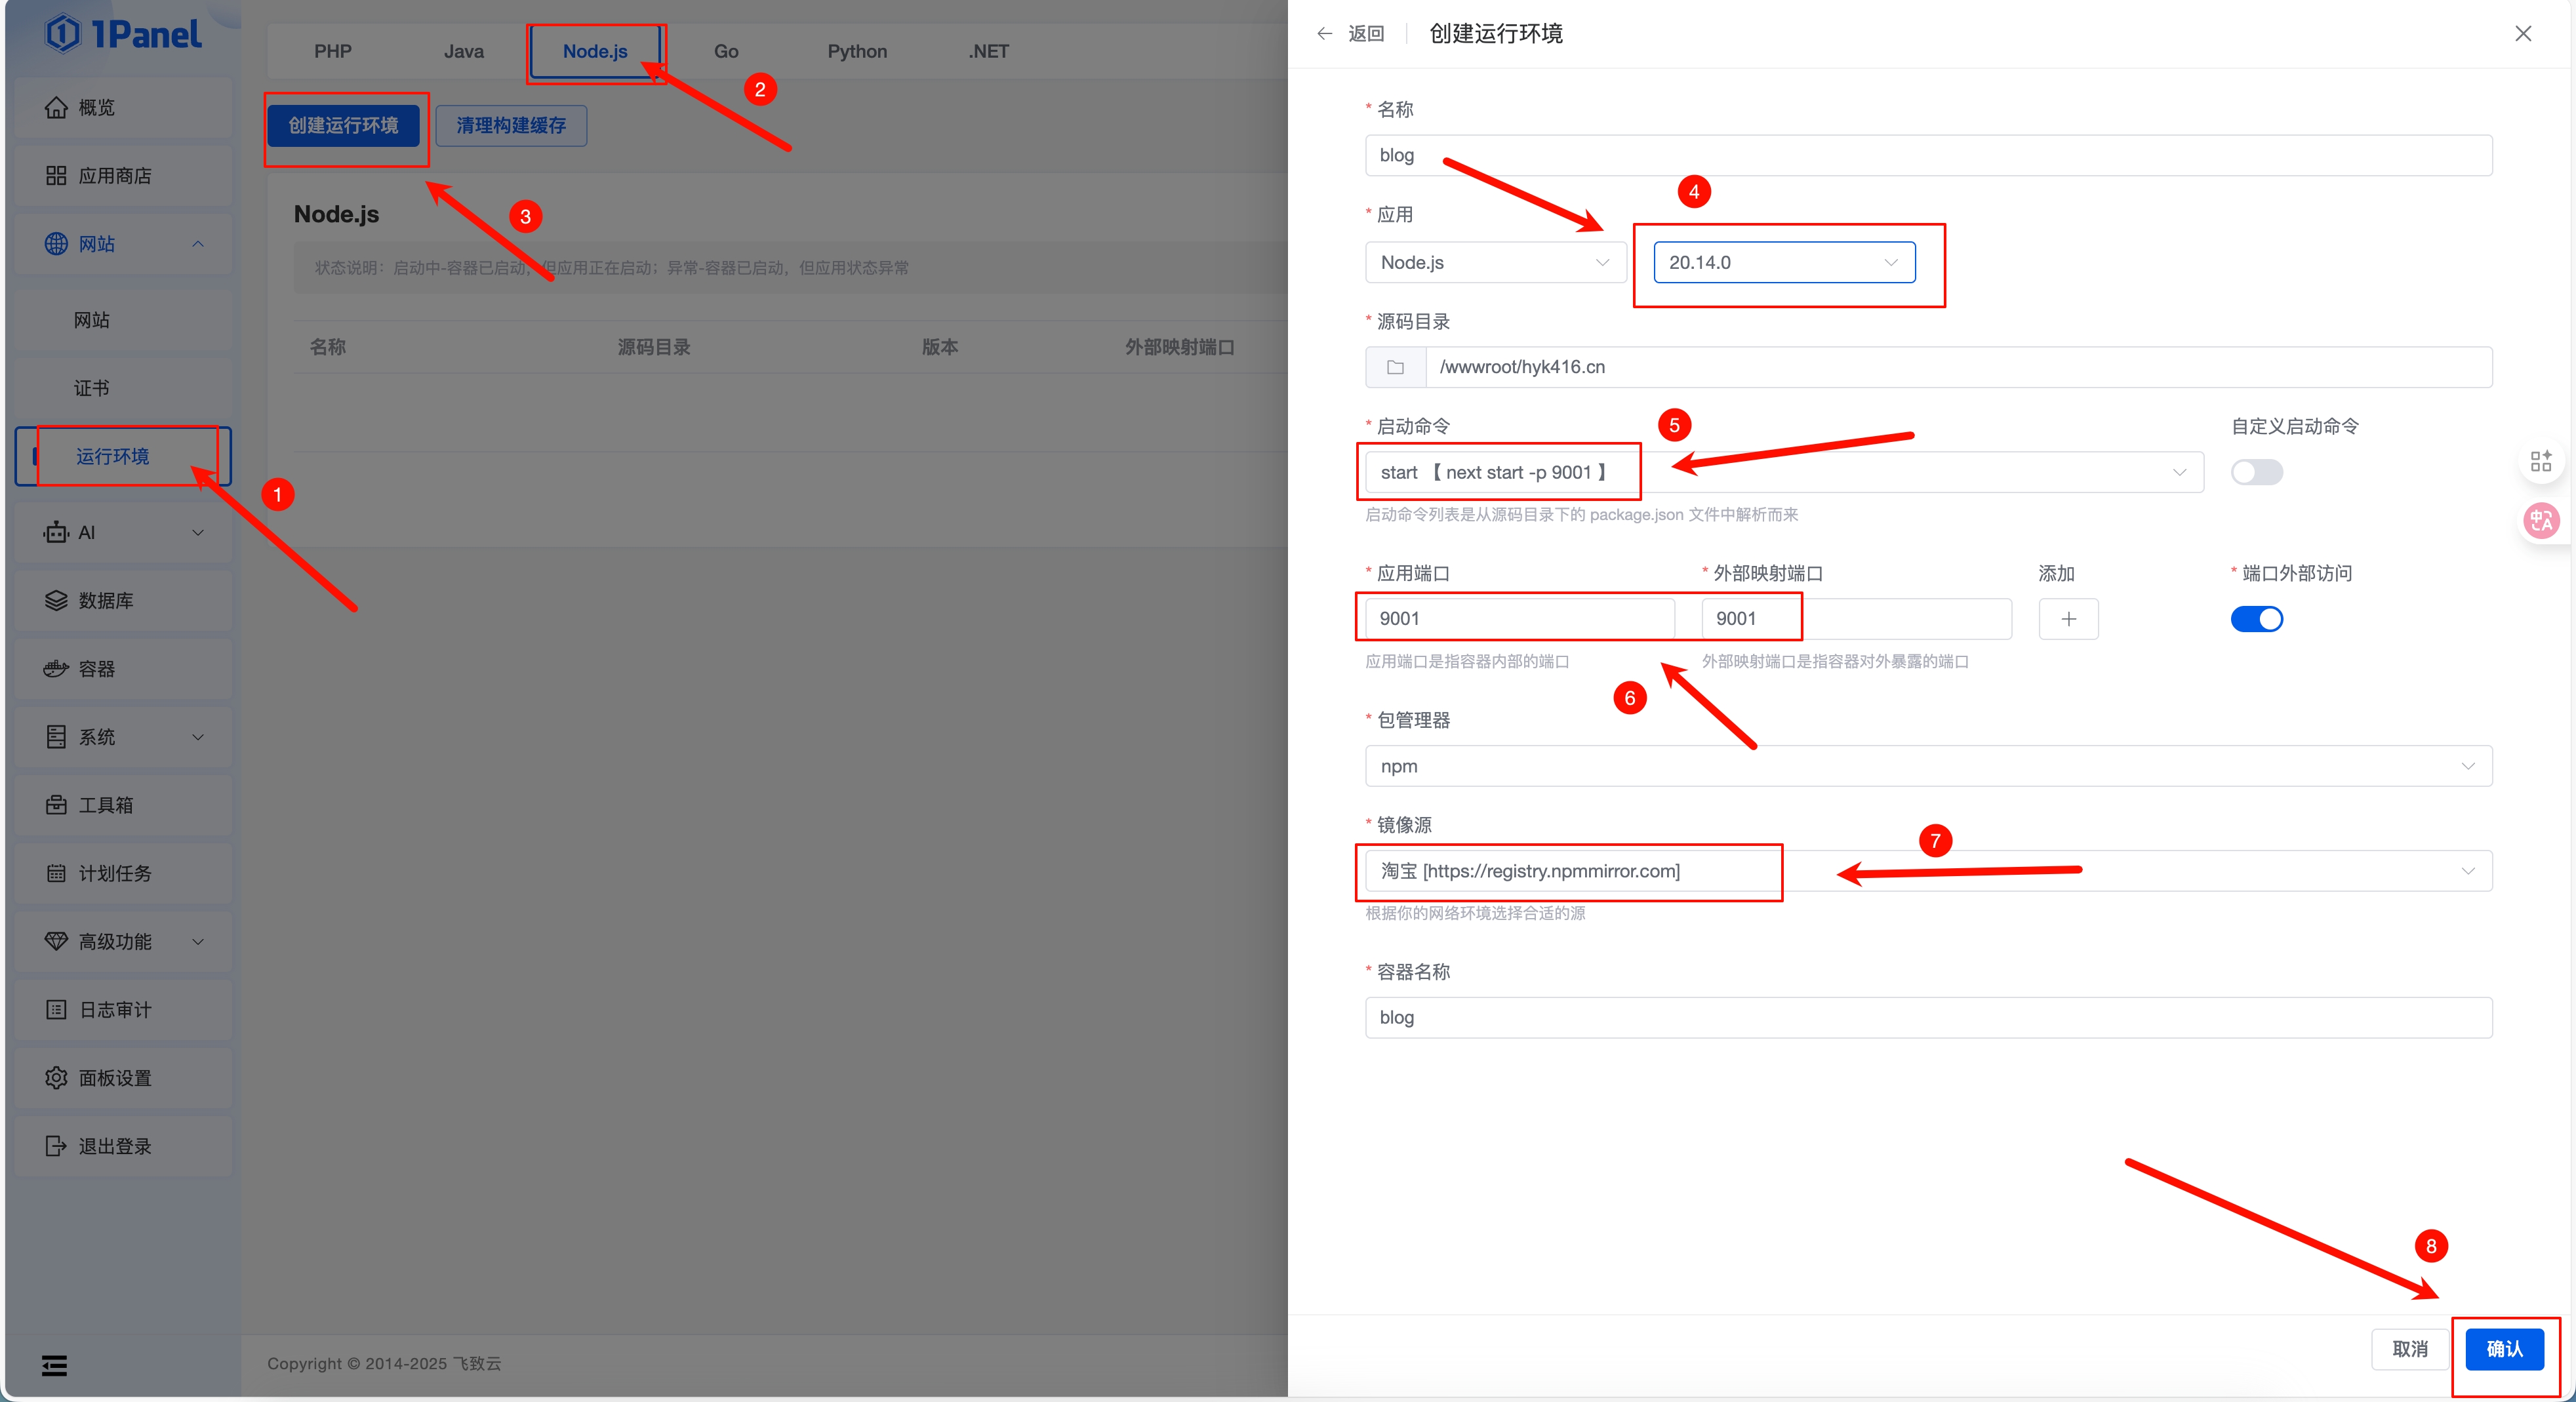 1Panel
概览
应用商店
网站
网站
证书
运行环境
1
AI
数据库
容器
系统
工具箱
计划任务
高级功能
日志审计
面板设置
退出登录
PHP
Java
Node.js
Go
Python
.NET
2
创建运行环境
清理构建缓存
3
Node.js
状态说明：启动中-容器已启动，但应用正在启动；异常-容器已启动，但应用状态异常
名称
源码目录
版本
外部映射端口
Copyright © 2014-2025 飞致云
返回
创建运行环境
* 名称
blog
4
* 应用
Node.js
20.14.0
* 源码目录
/wwwroot/hyk416.cn
* 启动命令
5
自定义启动命令
start 【 next start -p 9001 】
启动命令列表是从源码目录下的 package.json 文件中解析而来
* 应用端口
* 外部映射端口
添加
* 端口外部访问
9001
9001
应用端口是指容器内部的端口
外部映射端口是指容器对外暴露的端口
6
* 包管理器
npm
* 镜像源
7
淘宝 [https://registry.npmmirror.com]
根据你的网络环境选择合适的源
* 容器名称
blog
8
取消
确认
中A